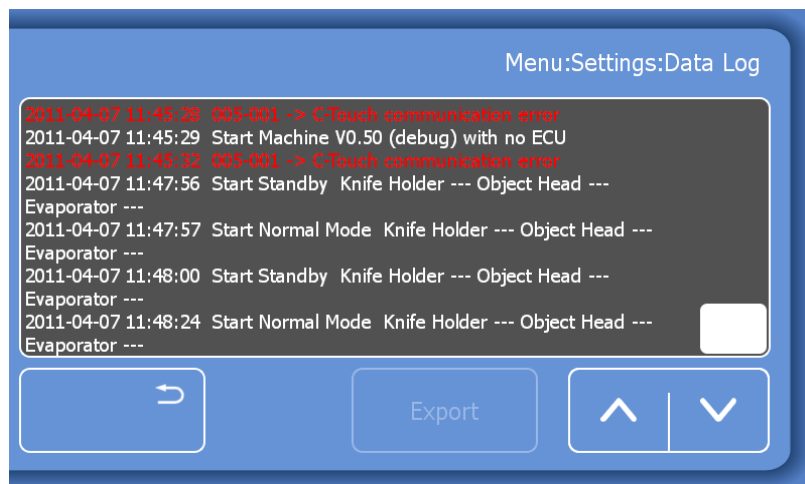 Menu:Settings:Data Log
2011-04-07 11:45:28 005-001 -> C-Touch communication error
2011-04-07 11:45:29 Start Machine V0.50 (debug) with no ECU
2011-04-07 11:45:32 005-001 -> C-Touch communication error
2011-04-07 11:47:56 Start Standby Knife Holder --- Object Head ---
Evaporator ---
2011-04-07 11:47:57 Start Normal Mode Knife Holder --- Object Head ---
Evaporator ---
2011-04-07 11:48:00 Start Standby Knife Holder --- Object Head ---
Evaporator ---
2011-04-07 11:48:24 Start Normal Mode Knife Holder --- Object Head ---
Evaporator ---
Export